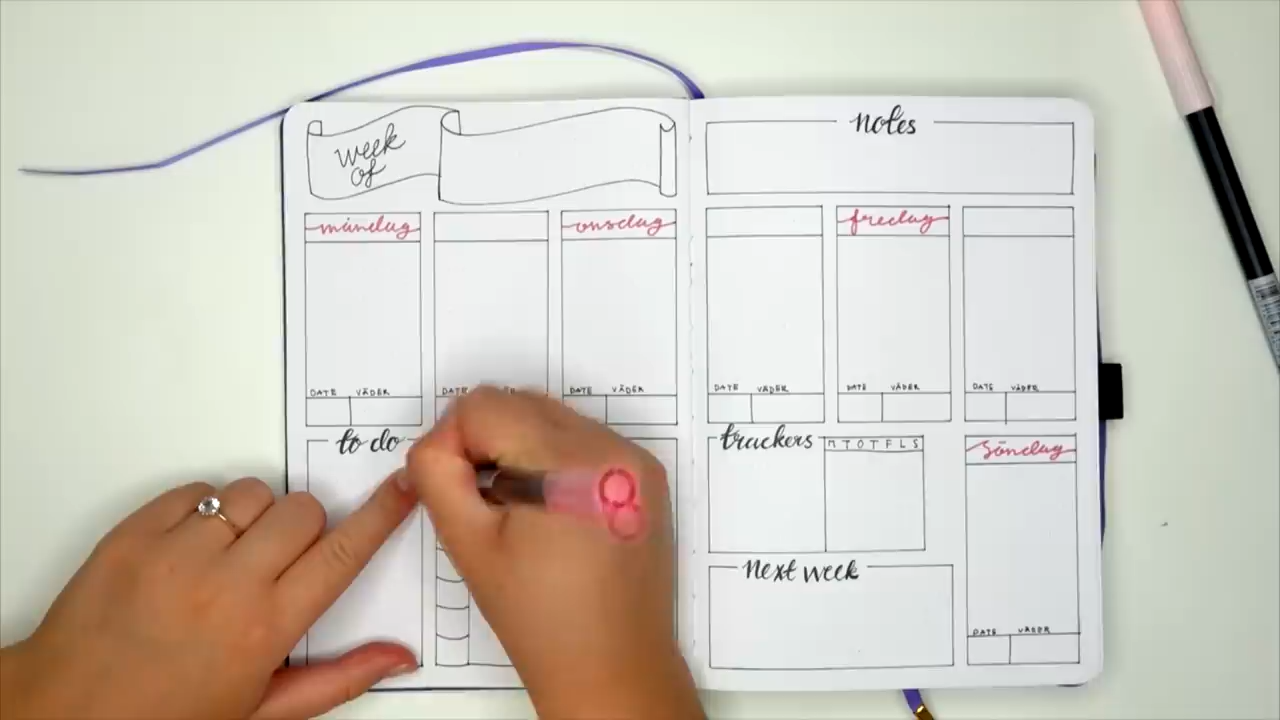 week
of
notes
måndag
onsdag
fredag
DATE VÄDER
DATE
DATE VÄDER
DATE VÄDER
DATE VÄDER
DATE VÄDER
to do
trackers
M T O T F L S
söndag
next week
DATE VÄDER